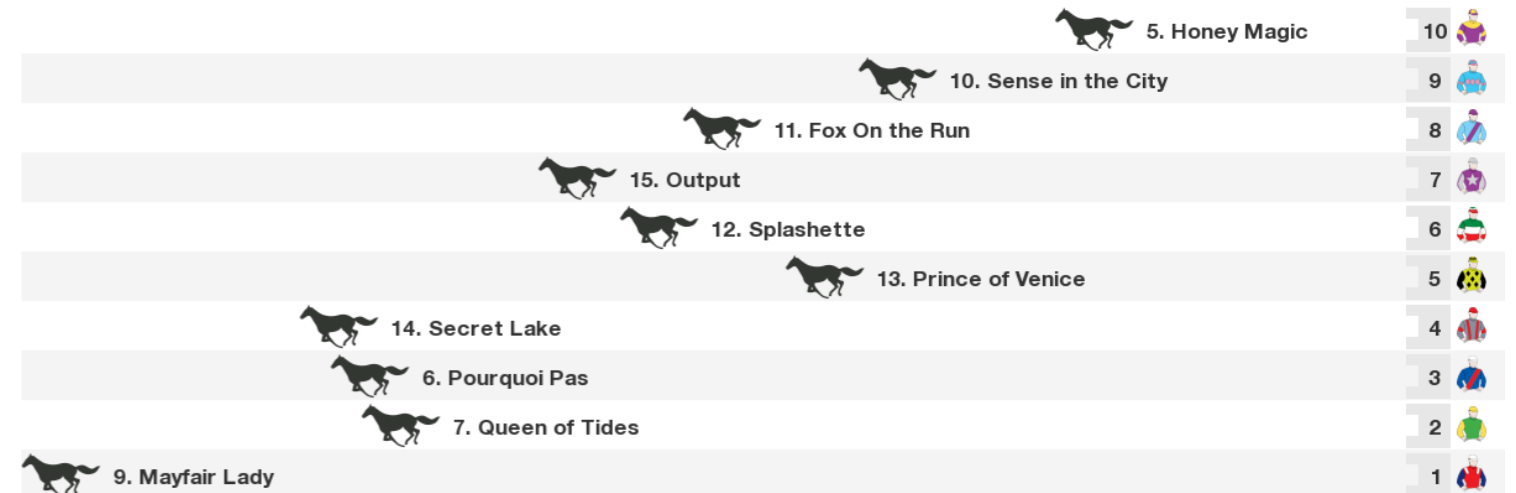 5. Honey Magic 10
10. Sense in the City 9
11. Fox On the Run 8
15. Output 7
12. Splashette 6
13. Prince of Venice 5
14. Secret Lake 4
6. Pourquoi Pas 3
7. Queen of Tides 2
9. Mayfair Lady 1